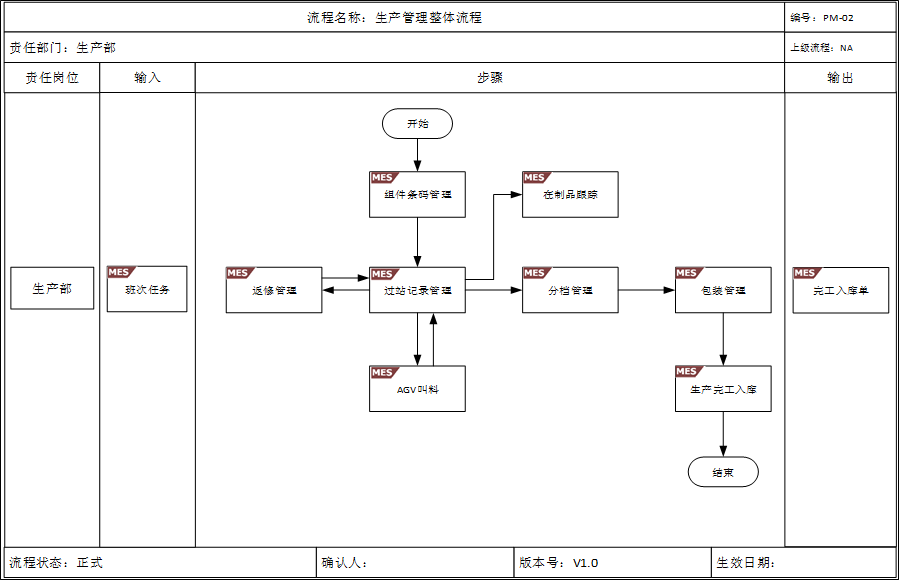 流程名称：生产管理整体流程
编号：PM-02
责任部门：生产部
上级流程：NA
责任岗位
输入
步骤
输出
开始
MES
组件条码管理
MES
在制品跟踪
生产部
MES
班次任务
MES
返修管理
MES
过站记录管理
MES
分档管理
MES
包装管理
MES
完工入库单
MES
AGV叫料
MES
生产完工入库
结束
流程状态：正式
确认人：
版本号：V1.0
生效日期：